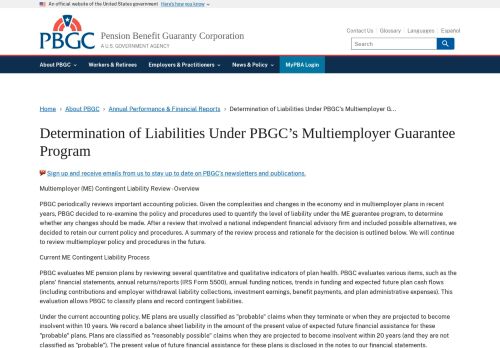 An official website of the United States government Here's how you know
PBGC
Pension Benefit Guaranty Corporation
A U.S. GOVERNMENT AGENCY
Contact Us Glossary Languages Español
Search
About PBGC Workers & Retirees Employers & Practitioners News & Policy MyPBA Login
Home › About PBGC › Annual Performance & Financial Reports › Determination of Liabilities Under PBGC's Multiemployer G...
Determination of Liabilities Under PBGC's Multiemployer Guarantee
Program
Sign up and receive emails from us to stay up to date on PBGC's newsletters and publications.
Multiemployer (ME) Contingent Liability Review - Overview
PBGC periodically reviews important accounting policies. Given the complexities and changes in the economy and in multiemployer plans in recent
years, PBGC decided to re-examine the policy and procedures used to quantify the level of liability under the ME guarantee program, to determine
whether any changes should be made. After a review that involved a national independent financial advisory firm and included possible alternatives, we
decided to retain our current policy and procedures. A summary of the review process and rationale for the decision is outlined below. We will continue
to review multiemployer policy and procedures in the future.
Current ME Contingent Liability Process
PBGC evaluates ME pension plans by reviewing several quantitative and qualitative indicators of plan health. PBGC evaluates various items, such as the
plans' financial statements, annual returns/reports (IRS Form 5500), annual funding notices, trends in funding and expected future plan cash flows
(including contributions and employer withdrawal liability collections, investment earnings, benefit payments, and plan administrative expenses). This
evaluation allows PBGC to classify plans and record contingent liabilities.
Under the current accounting policy, ME plans are usually classified as "probable" claims when they terminate or when they are projected to become
insolvent within 10 years. We record a balance sheet liability in the amount of the present value of expected future financial assistance for these
"probable" plans. Plans are classified as "reasonably possible" claims when they are projected to become insolvent within 20 years (and they are not
classified as "probable"). The present value of future financial assistance for these plans is disclosed in the notes to our financial statements.